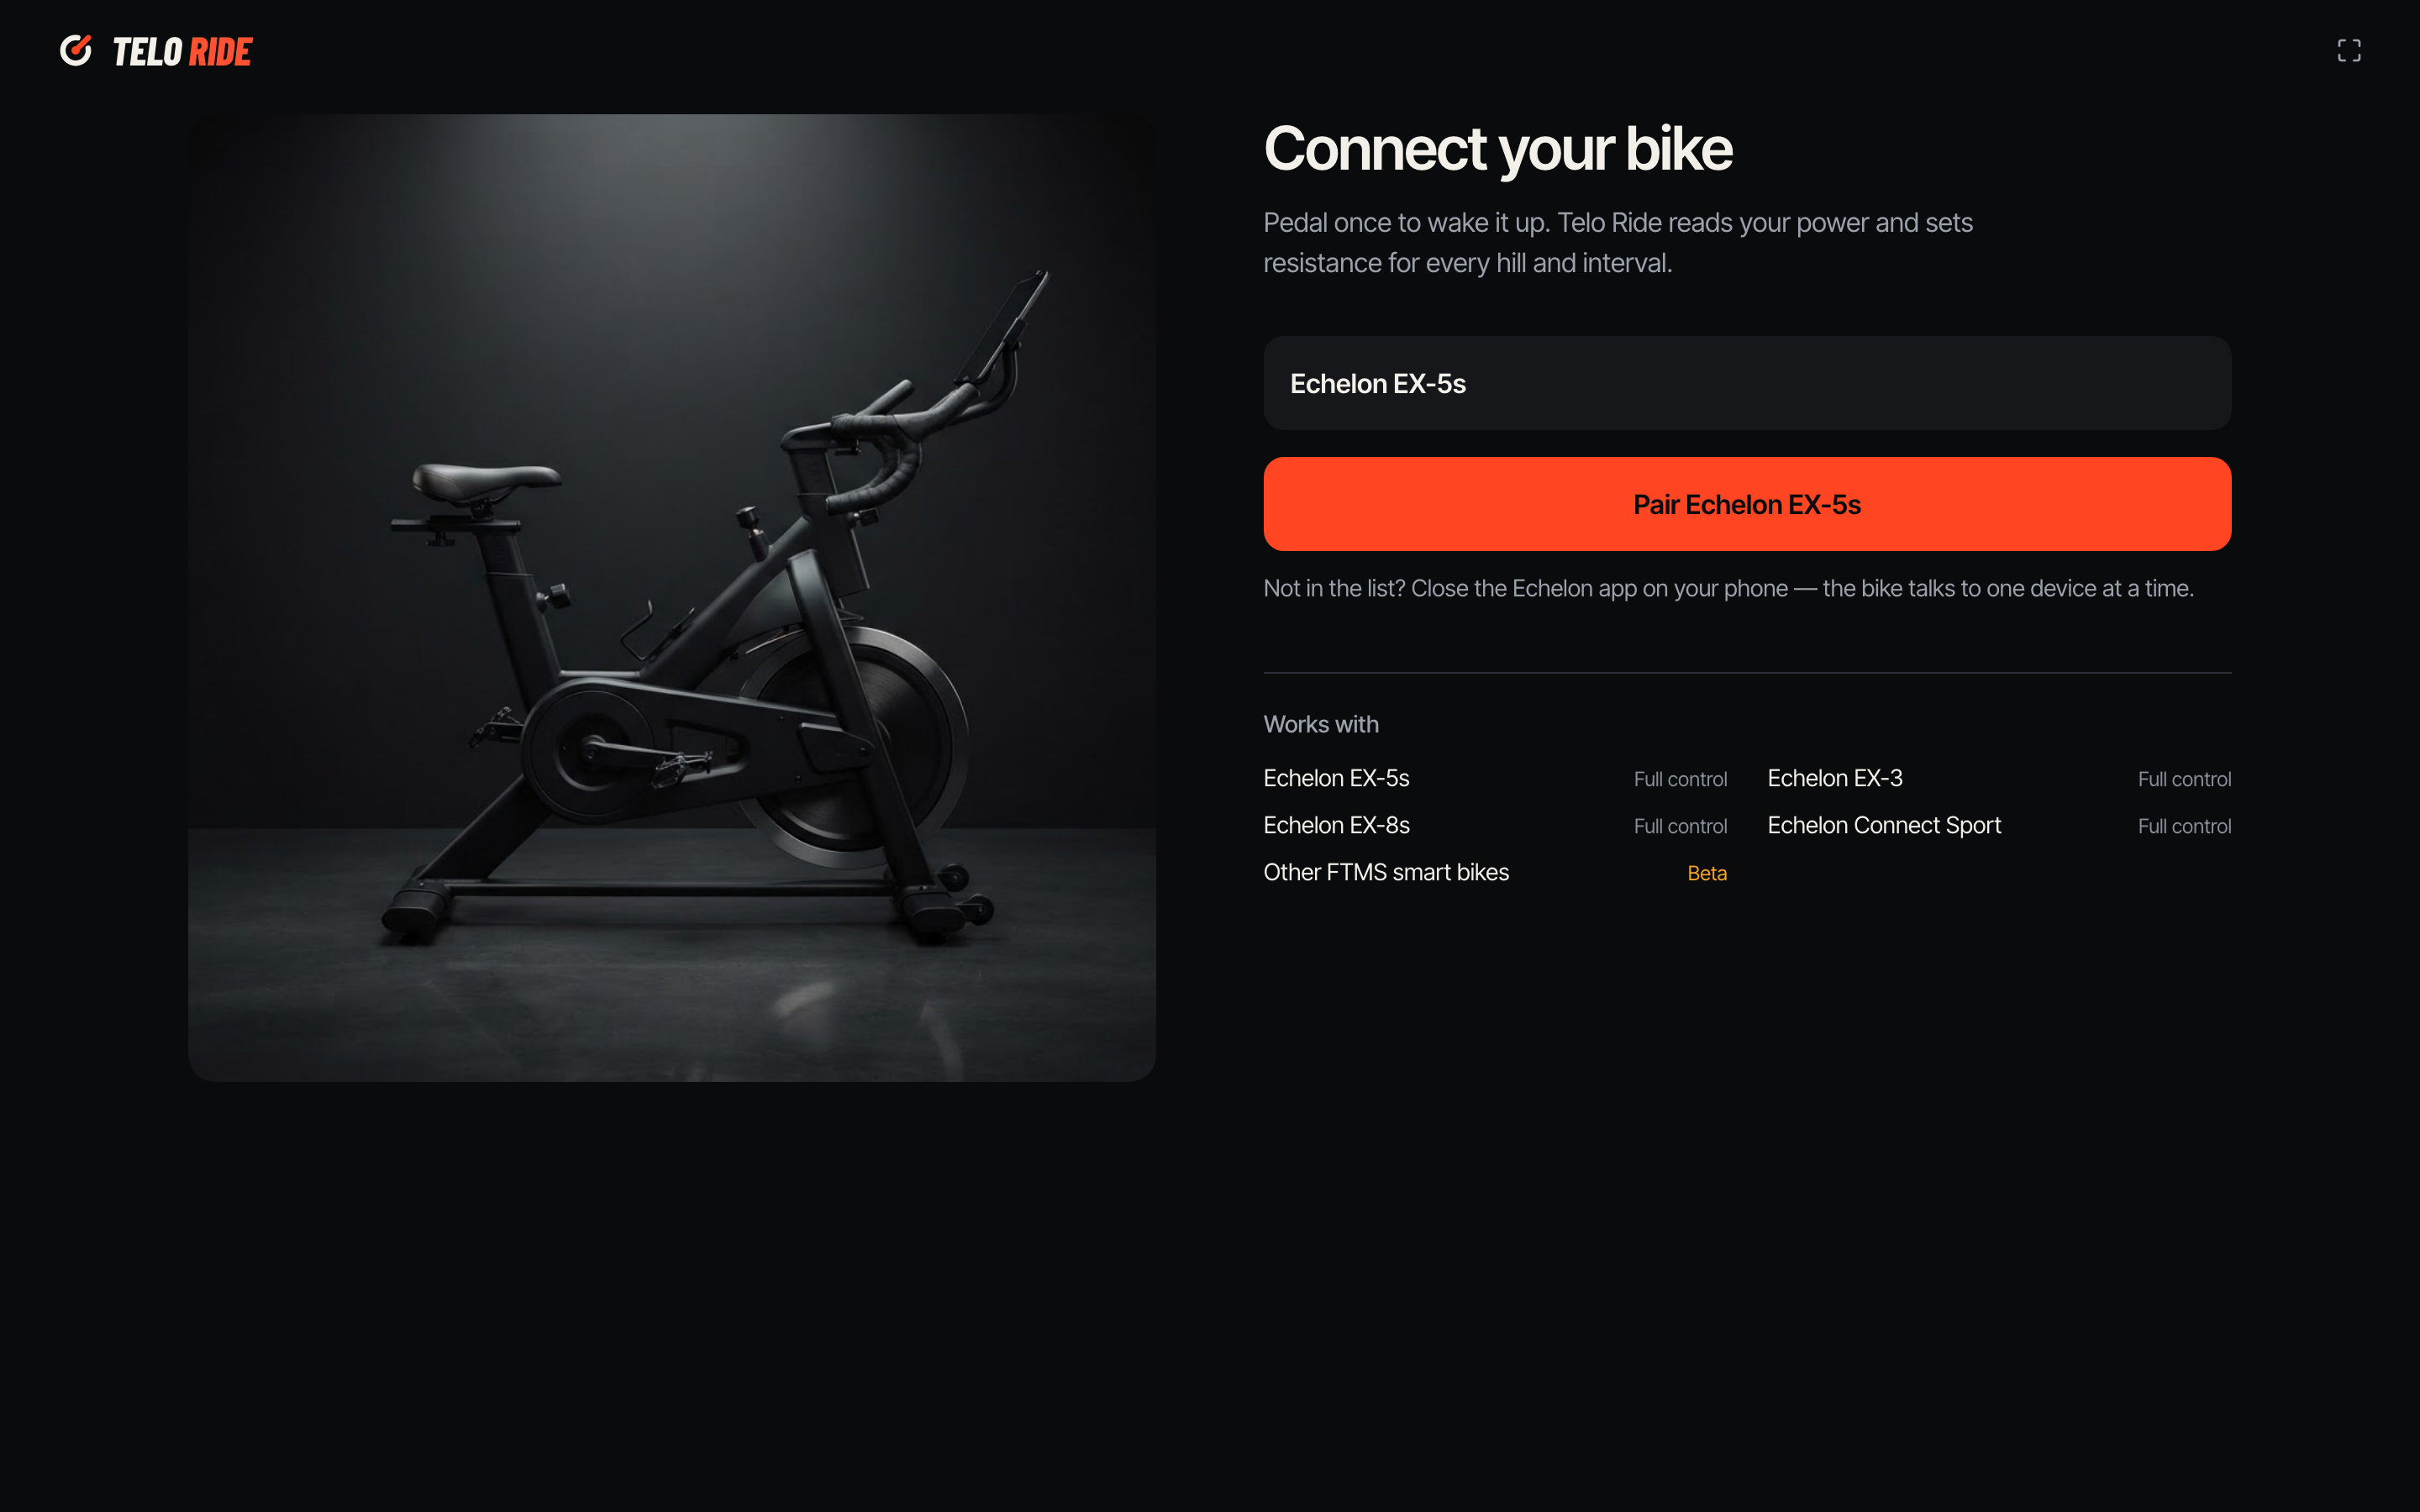 TELO RIDE
Connect your bike
Pedal once to wake it up. Telo Ride reads your power and sets
resistance for every hill and interval.
Echelon EX-5s
Pair Echelon EX-5s
Not in the list? Close the Echelon app on your phone — the bike talks to one device at a time.
Works with
Echelon EX-5s Full control Echelon EX-3 Full control
Echelon EX-8s Full control Echelon Connect Sport Full control
Other FTMS smart bikes Beta